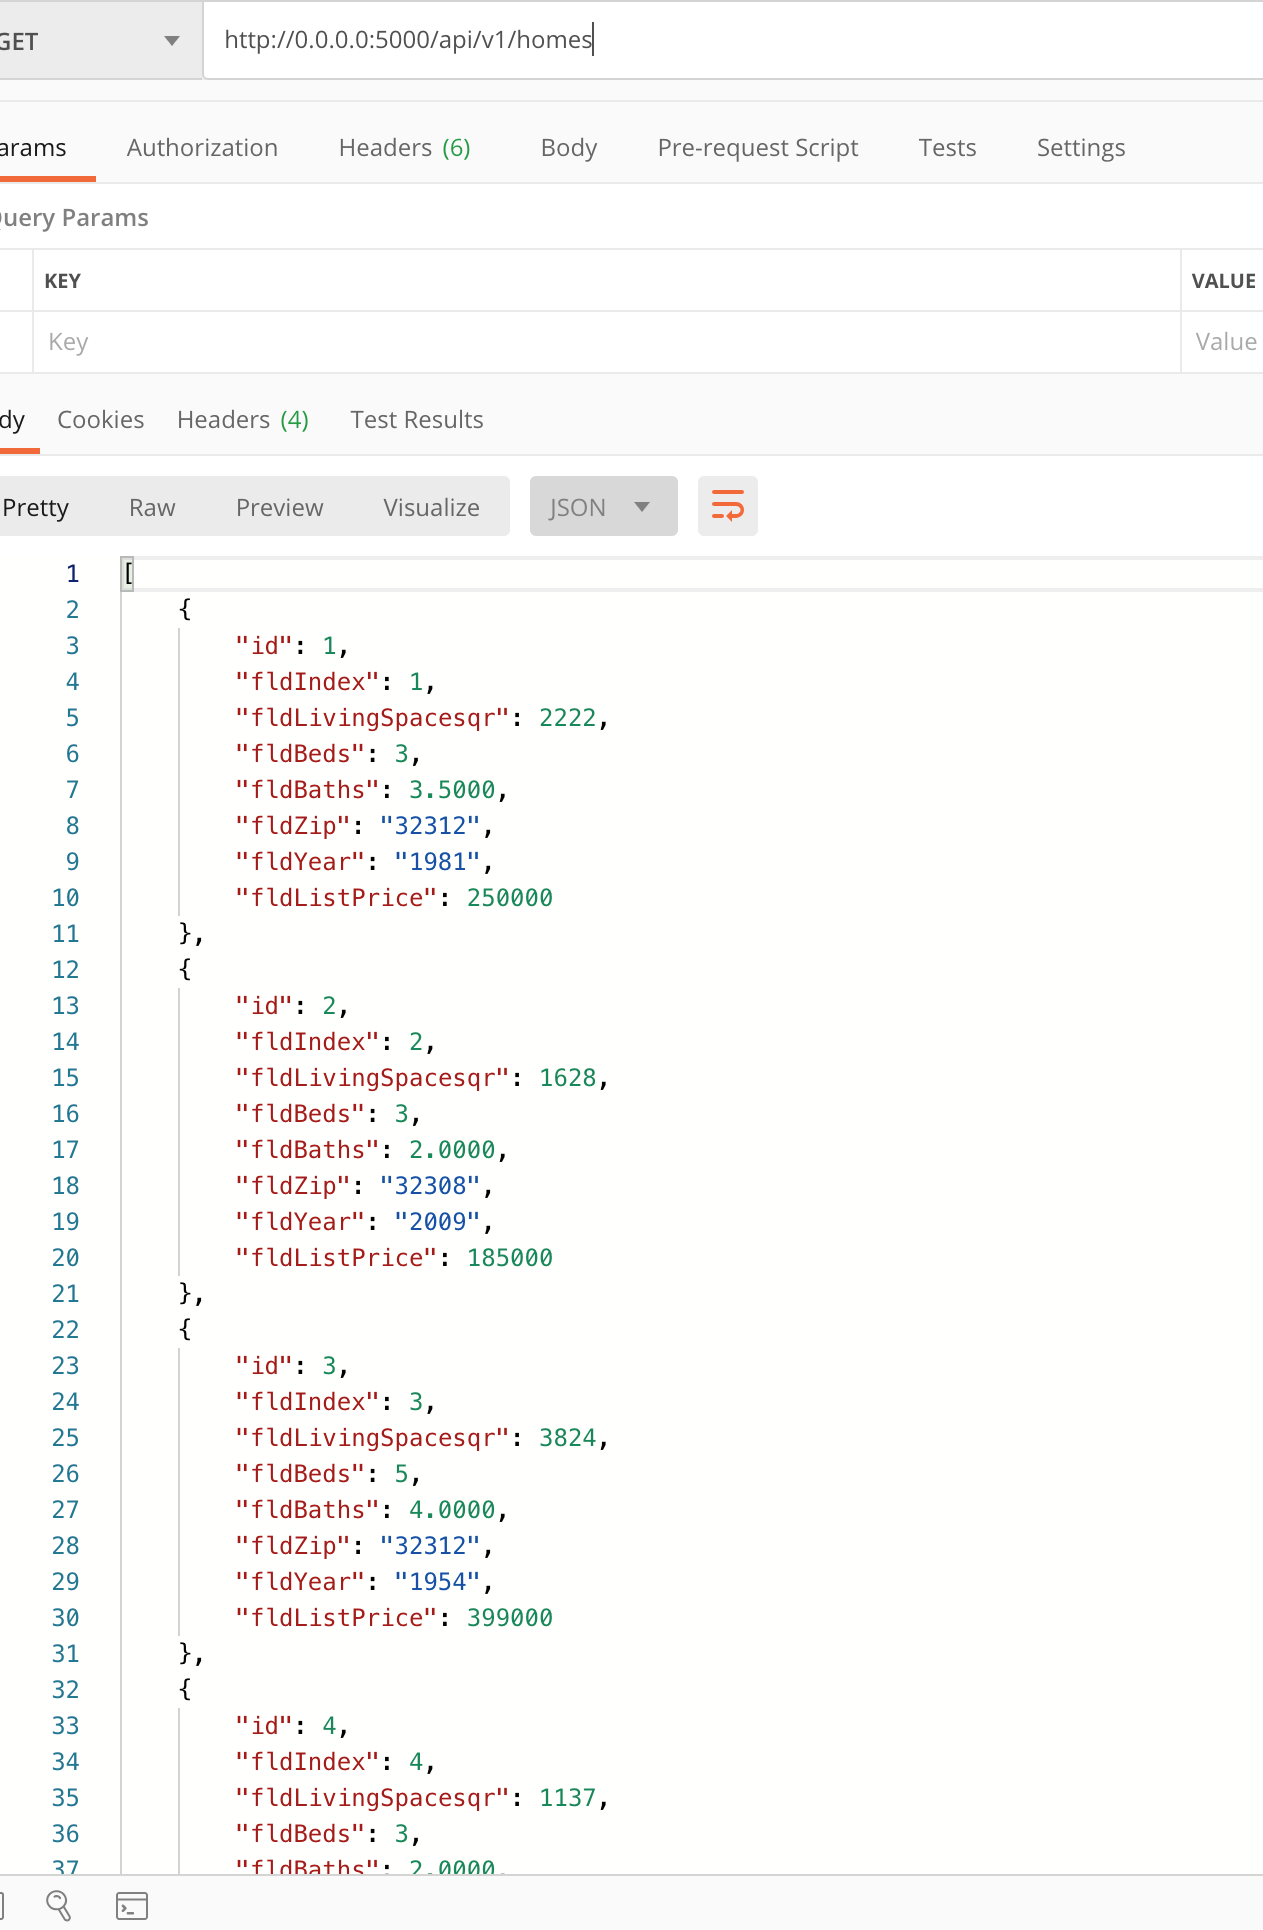 GET http://0.0.0.0:5000/api/v1/homes
arams Authorization Headers (6) Body Pre-request Script Tests Settings
uery Params
KEY VALUE
Key Value
dy Cookies Headers (4) Test Results
Pretty Raw Preview Visualize JSON
1 [
2 {
3 "id": 1,
4 "fldIndex": 1,
5 "fldLivingSpacesqr": 2222,
6 "fldBeds": 3,
7 "fldBaths": 3.5000,
8 "fldZip": "32312",
9 "fldYear": "1981",
10 "fldListPrice": 250000
11 },
12 {
13 "id": 2,
14 "fldIndex": 2,
15 "fldLivingSpacesqr": 1628,
16 "fldBeds": 3,
17 "fldBaths": 2.0000,
18 "fldZip": "32308",
19 "fldYear": "2009",
20 "fldListPrice": 185000
21 },
22 {
23 "id": 3,
24 "fldIndex": 3,
25 "fldLivingSpacesqr": 3824,
26 "fldBeds": 5,
27 "fldBaths": 4.0000,
28 "fldZip": "32312",
29 "fldYear": "1954",
30 "fldListPrice": 399000
31 },
32 {
33 "id": 4,
34 "fldIndex": 4,
35 "fldLivingSpacesqr": 1137,
36 "fldBeds": 3,
37 "fldBaths": 2.0000,